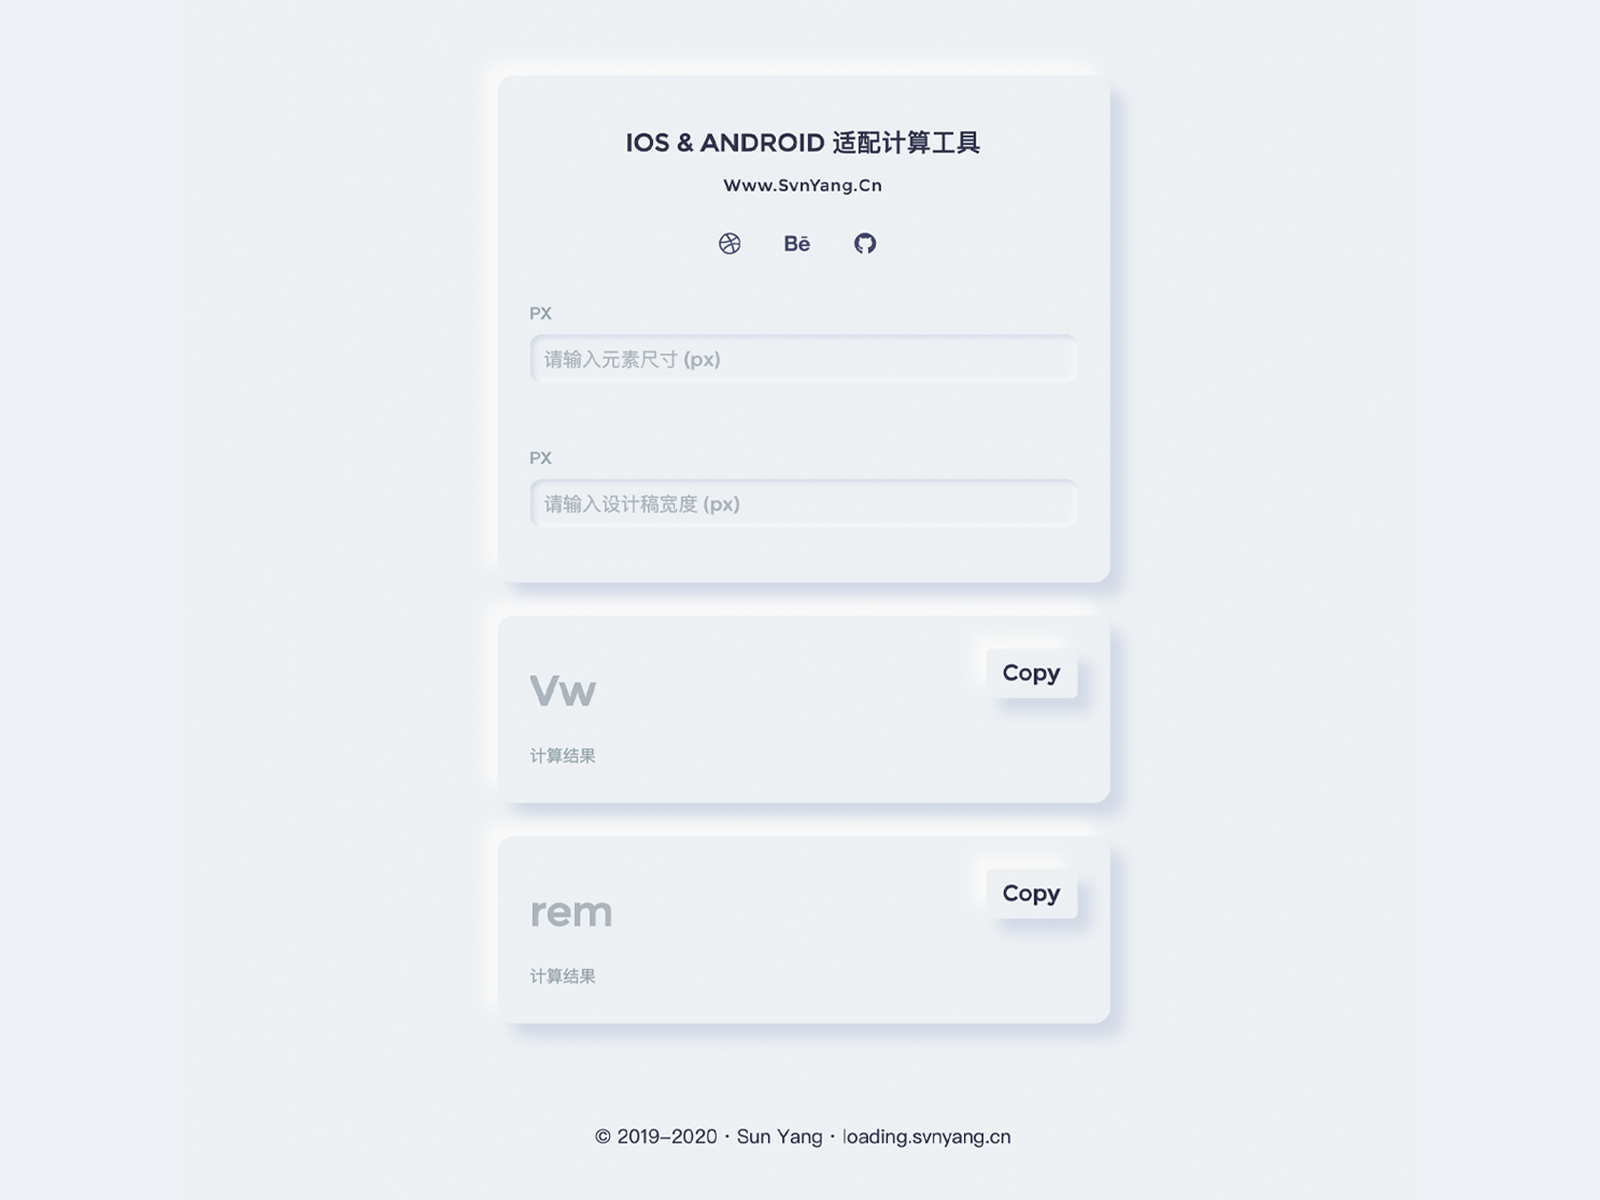 IOS & ANDROID 适配计算工具
Www.SvnYang.Cn
Bē
PX
请输入元素尺寸 (px)
PX
请输入设计稿宽度 (px)
Vw
Copy
计算结果
rem
Copy
计算结果
© 2019–2020 · Sun Yang · loading.svnyang.cn